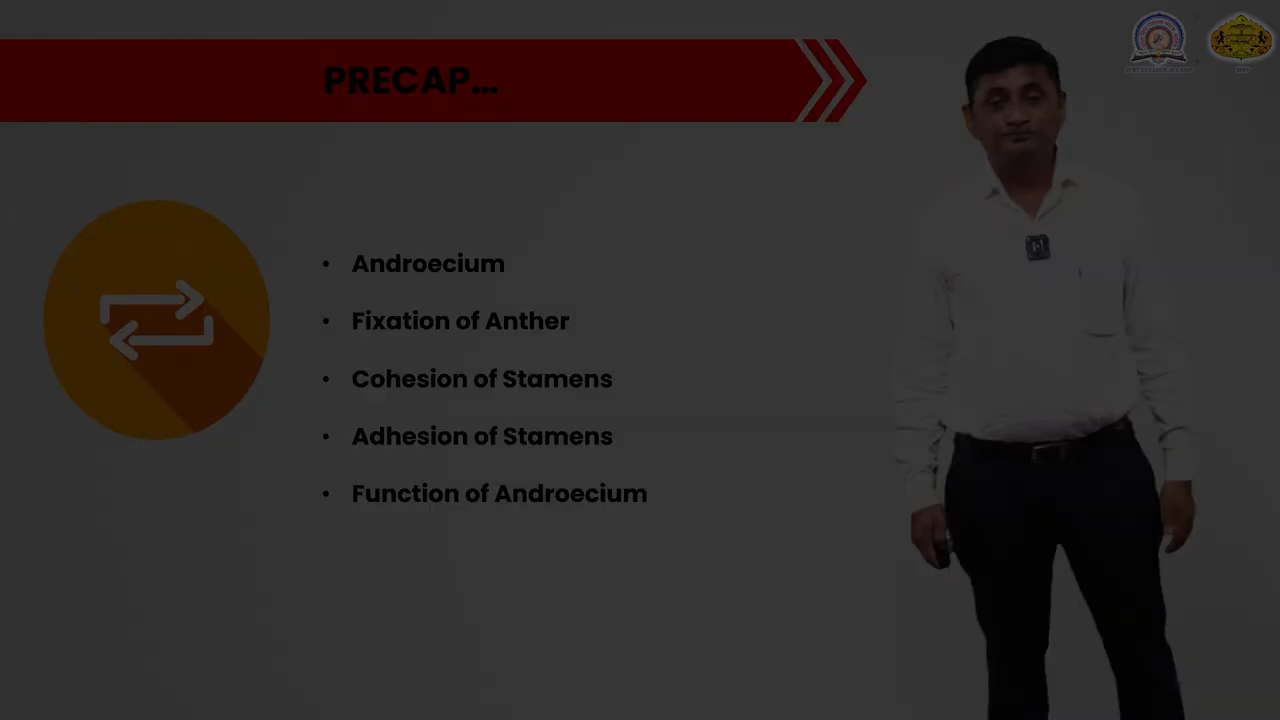 PRECAP...
• Androecium
• Fixation of Anther
• Cohesion of Stamens
• Adhesion of Stamens
• Function of Androecium